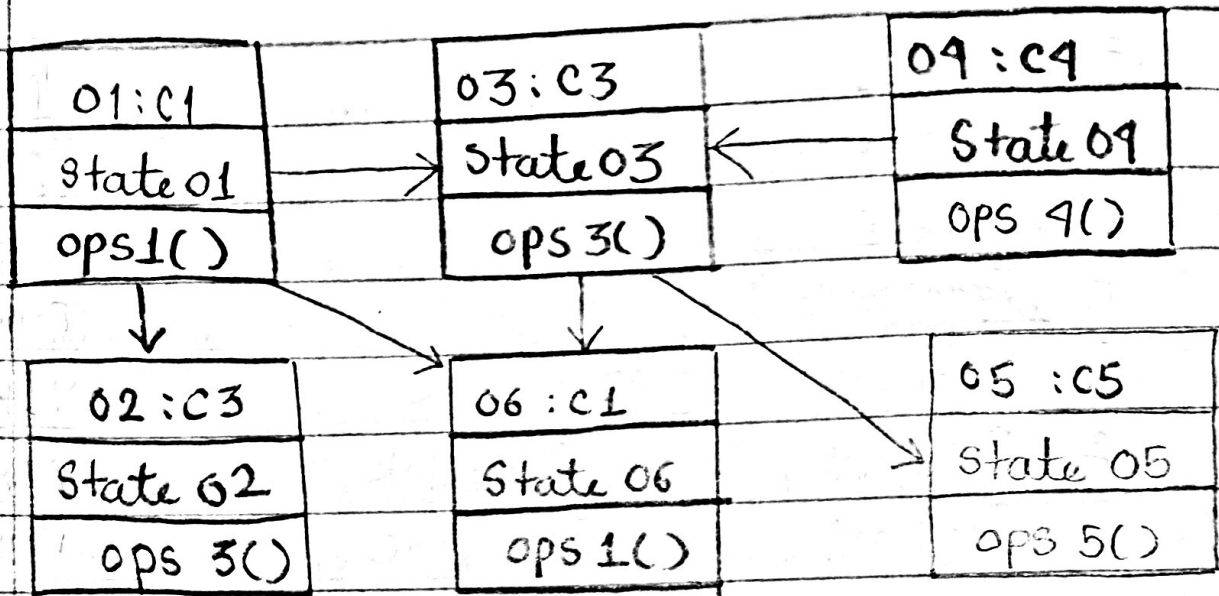 01:C1
State 01
ops1()
03:C3
State 03
ops 3()
04:C4
State 04
ops 4()
02:C3
State 02
ops 3()
06:C1
State 06
ops 1()
05:C5
State 05
ops 5()